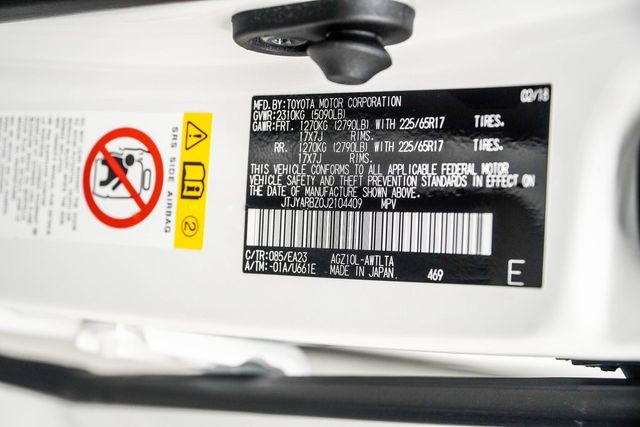 MFD.BY:TOYOTA MOTOR CORPORATION 02/18
GVWR:2310KG (5090LB)
GAWR:FRT. 1270KG (2790LB) WITH 225/65R17 TIRES.
17X7J RIMS.
RR. 1270KG (2790LB) WITH 225/65R17 TIRES.
17X7J RIMS.
THIS VEHICLE CONFORMS TO ALL APPLICABLE FEDERAL MOTOR
VEHICLE SAFETY AND THEFT PREVENTION STANDARDS IN EFFECT ON
THE DATE OF MANUFACTURE SHOWN ABOVE.
JTJYARBZ0J2104409 MPV
C/TR:085/EA23 AGZ10L-AWTLTA
A/TM:-01A/U661E MADE IN JAPAN. 469
E
SRS SIDE AIRBAG
2